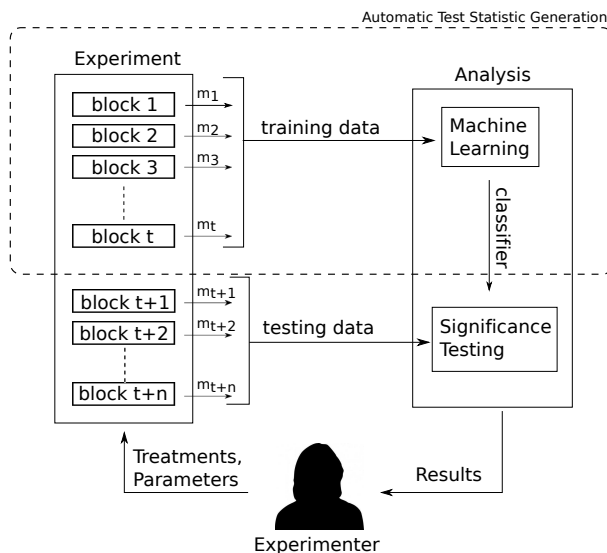 Automatic Test Statistic Generation
Experiment
Analysis
block 1
m1
block 2
m2
block 3
m3
block t
mt
training data
Machine
Learning
classifier
block t+1
mt+1
block t+2
mt+2
block t+n
mt+n
testing data
Significance
Testing
Treatments,
Parameters
Results
Experimenter